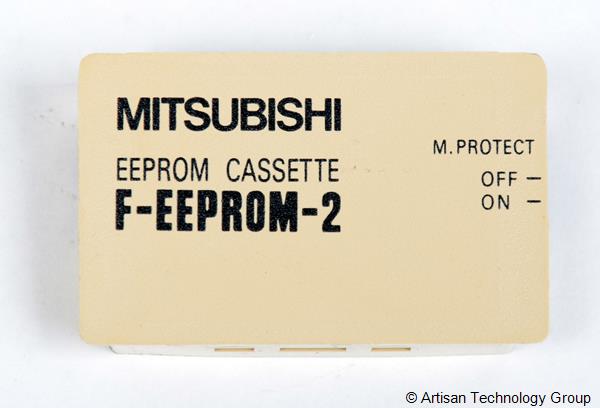 MITSUBISHI
EEPROM CASSETTE
F-EEPROM-2
M.PROTECT
OFF –
ON –
© Artisan Technology Group